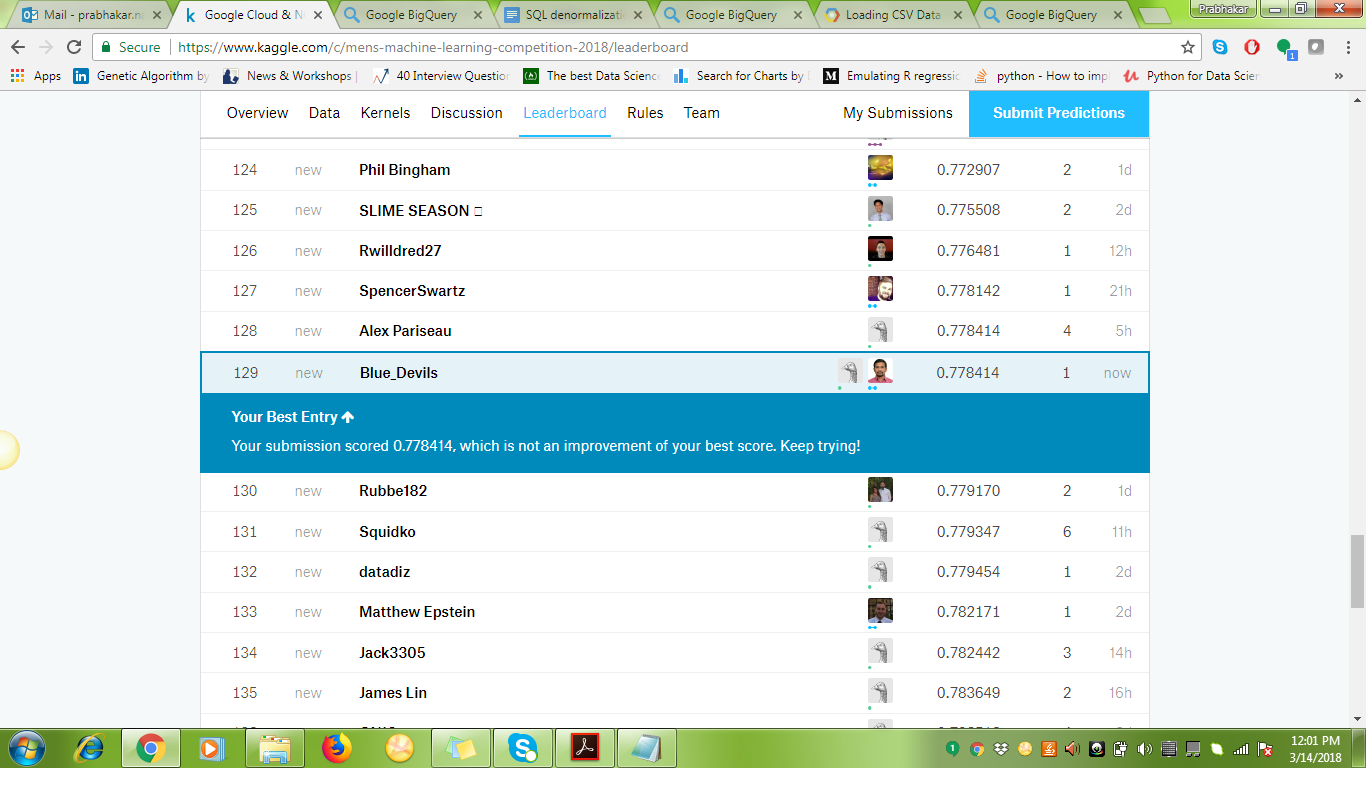 Mail - prabhakar.na Google Cloud & N Google BigQuery SQL denormalizati Google BigQuery Loading CSV Data Google BigQuery Prabhakar
Secure https://www.kaggle.com/c/mens-machine-learning-competition-2018/leaderboard
Apps Genetic Algorithm by News & Workshops | 40 Interview Question The best Data Science Search for Charts by Emulating R regressio python - How to imp Python for Data Scien
Overview Data Kernels Discussion Leaderboard Rules Team My Submissions Submit Predictions
124 new Phil Bingham 0.772907 2 1d
125 new SLIME SEASON 0.775508 2 2d
126 new Rwilldred27 0.776481 1 12h
127 new SpencerSwartz 0.778142 1 21h
128 new Alex Pariseau 0.778414 4 5h
129 new Blue_Devils 0.778414 1 now
Your Best Entry
Your submission scored 0.778414, which is not an improvement of your best score. Keep trying!
130 new Rubbe182 0.779170 2 1d
131 new Squidko 0.779347 6 11h
132 new datadiz 0.779454 1 2d
133 new Matthew Epstein 0.782171 1 2d
134 new Jack3305 0.782442 3 14h
135 new James Lin 0.783649 2 16h
12:01 PM
3/14/2018